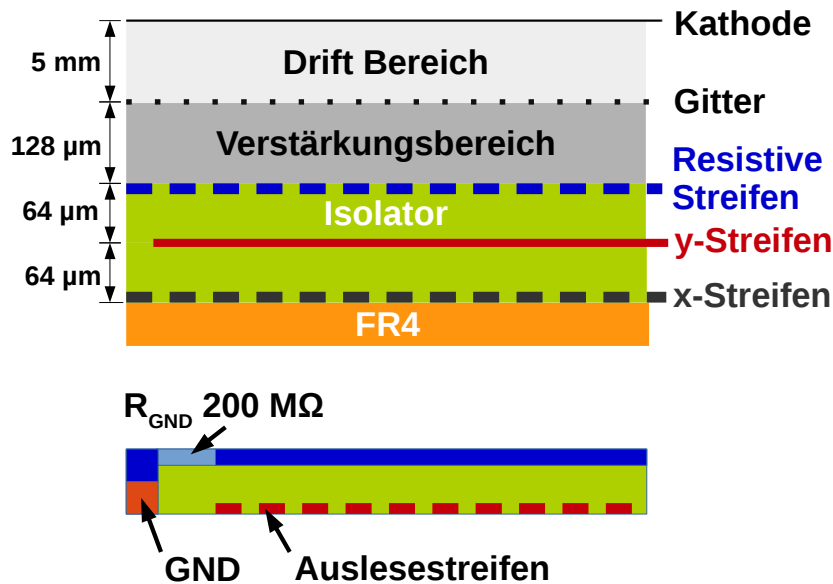 Kathode
5 mm
Drift Bereich
Gitter
128 µm
Verstärkungsbereich
Resistive
Streifen
64 µm
Isolator
y-Streifen
64 µm
x-Streifen
FR4
R_GND 200 MΩ
GND
Auslesestreifen